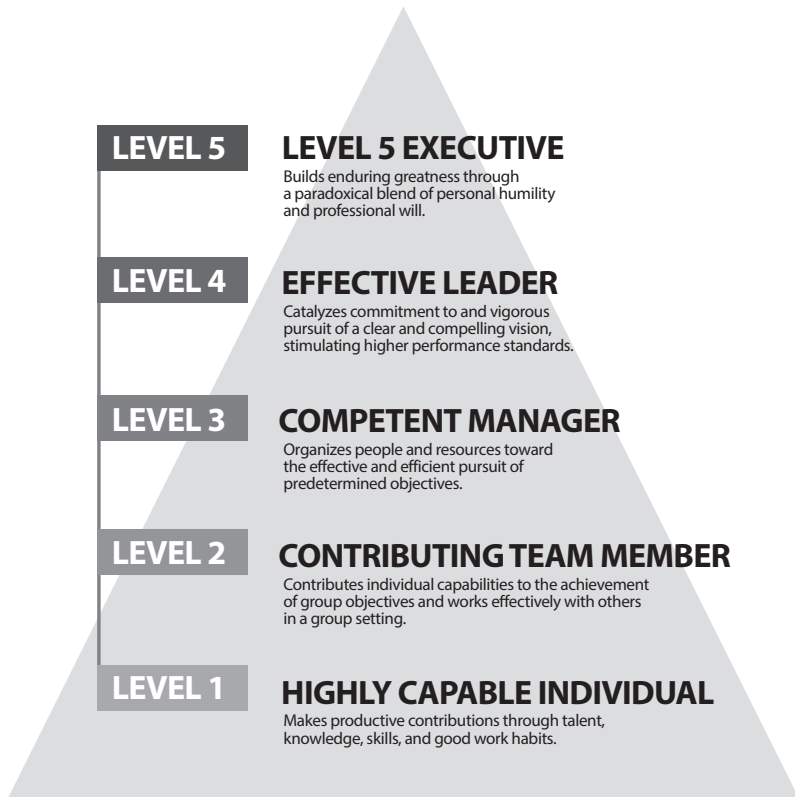 LEVEL 5
LEVEL 5 EXECUTIVE
Builds enduring greatness through
a paradoxical blend of personal humility
and professional will.
LEVEL 4
EFFECTIVE LEADER
Catalyzes commitment to and vigorous
pursuit of a clear and compelling vision,
stimulating higher performance standards.
LEVEL 3
COMPETENT MANAGER
Organizes people and resources toward
the effective and efficient pursuit of
predetermined objectives.
LEVEL 2
CONTRIBUTING TEAM MEMBER
Contributes individual capabilities to the achievement
of group objectives and works effectively with others
in a group setting.
LEVEL 1
HIGHLY CAPABLE INDIVIDUAL
Makes productive contributions through talent,
knowledge, skills, and good work habits.